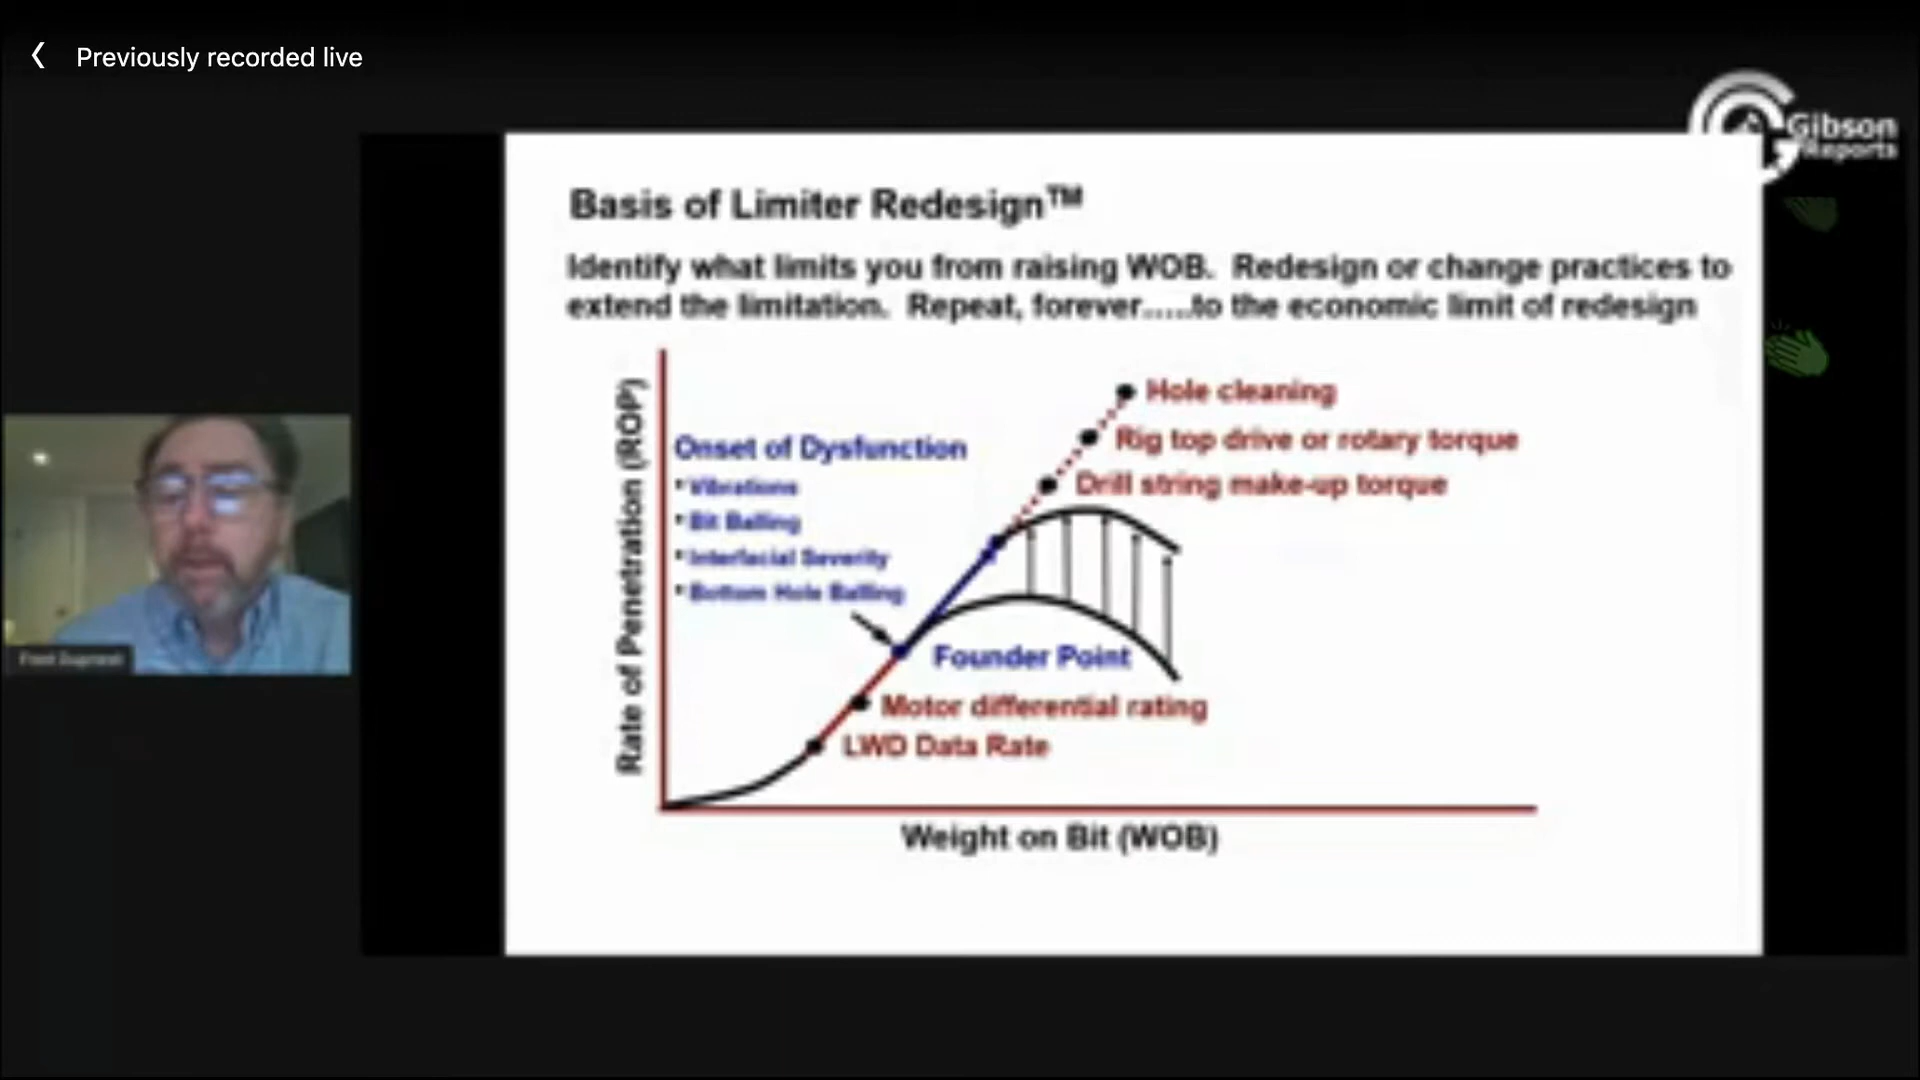 Previously recorded live
Gibson
Reports
Basis of Limiter Redesign™
Identify what limits you from raising WOB. Redesign or change practices to
extend the limitation. Repeat, forever.....to the economic limit of redesign
Rate of Penetration (ROP)
Hole cleaning
Rig top drive or rotary torque
Drill string make-up torque
Onset of Dysfunction
• Vibrations
• Bit Balling
• Interfacial Severity
• Bottom Hole Balling
Founder Point
Motor differential rating
LWD Data Rate
Weight on Bit (WOB)